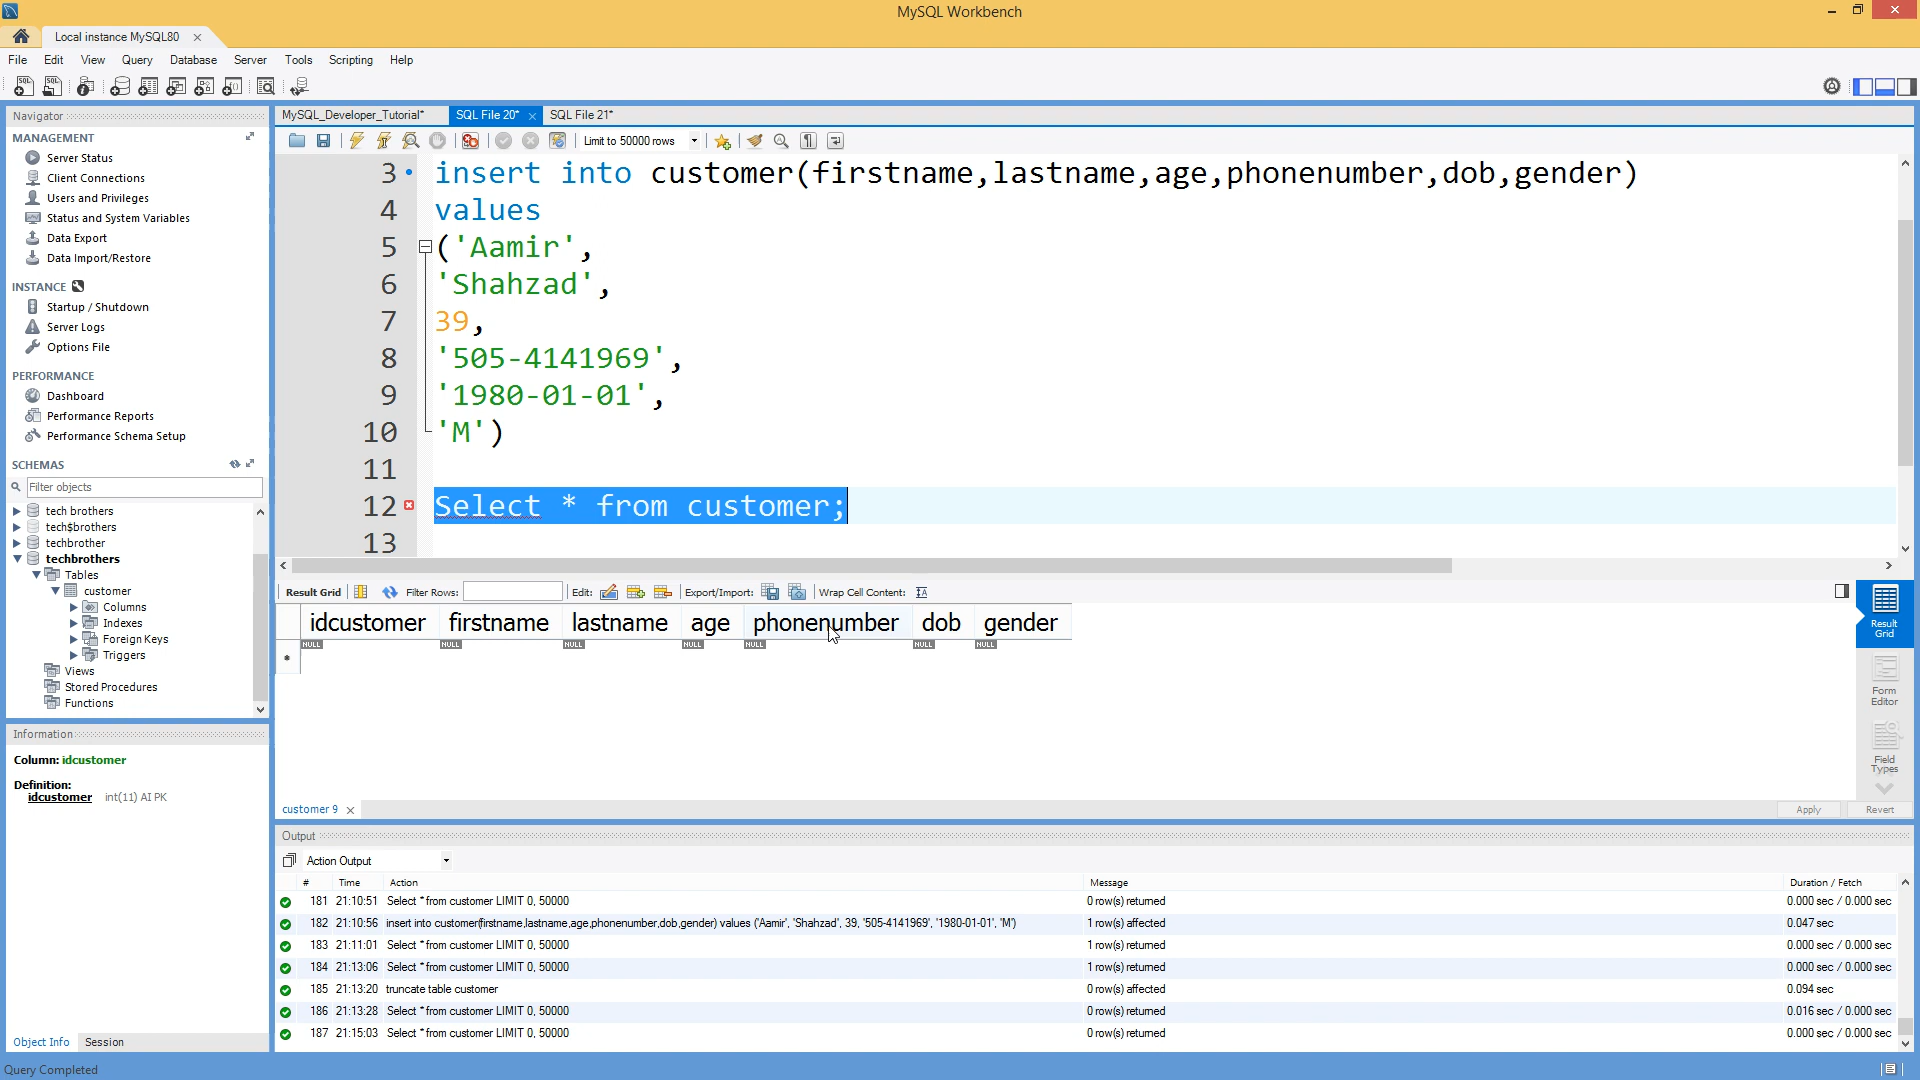 MySQL Workbench
Local instance MySQL80
File Edit View Query Database Server Tools Scripting Help
Navigator
MANAGEMENT
Server Status
Client Connections
Users and Privileges
Status and System Variables
Data Export
Data Import/Restore
INSTANCE
Startup / Shutdown
Server Logs
Options File
PERFORMANCE
Dashboard
Performance Reports
Performance Schema Setup
SCHEMAS
Filter objects
tech brothers
tech$brothers
techbrother
techbrothers
Tables
customer
Columns
Indexes
Foreign Keys
Triggers
Views
Stored Procedures
Functions
Information
Column: idcustomer
Definition:
idcustomer int(11) AI PK
Object Info Session
Query Completed
MySQL_Developer_Tutorial* SQL File 20* SQL File 21*
Limit to 50000 rows
3 insert into customer(firstname,lastname,age,phonenumber,dob,gender)
4 values
5 ('Aamir',
6 'Shahzad',
7 39,
8 '505-4141969',
9 '1980-01-01',
10 'M')
11
12 Select * from customer;
13
Result Grid Filter Rows: Edit: Export/Import: Wrap Cell Content:
idcustomer firstname lastname age phonenumber dob gender
* NULL NULL NULL NULL NULL NULL NULL
Result Grid
Form Editor
Field Types
customer 9 Apply Revert
Output
Action Output
# Time Action Message Duration / Fetch
181 21:10:51 Select * from customer LIMIT 0, 50000 0 row(s) returned 0.000 sec / 0.000 sec
182 21:10:56 insert into customer(firstname,lastname,age,phonenumber,dob,gender) values ('Aamir', 'Shahzad', 39, '505-4141969', '1980-01-01', 'M') 1 row(s) affected 0.047 sec
183 21:11:01 Select * from customer LIMIT 0, 50000 1 row(s) returned 0.000 sec / 0.000 sec
184 21:13:06 Select * from customer LIMIT 0, 50000 1 row(s) returned 0.000 sec / 0.000 sec
185 21:13:20 truncate table customer 0 row(s) affected 0.094 sec
186 21:13:28 Select * from customer LIMIT 0, 50000 0 row(s) returned 0.016 sec / 0.000 sec
187 21:15:03 Select * from customer LIMIT 0, 50000 0 row(s) returned 0.000 sec / 0.000 sec